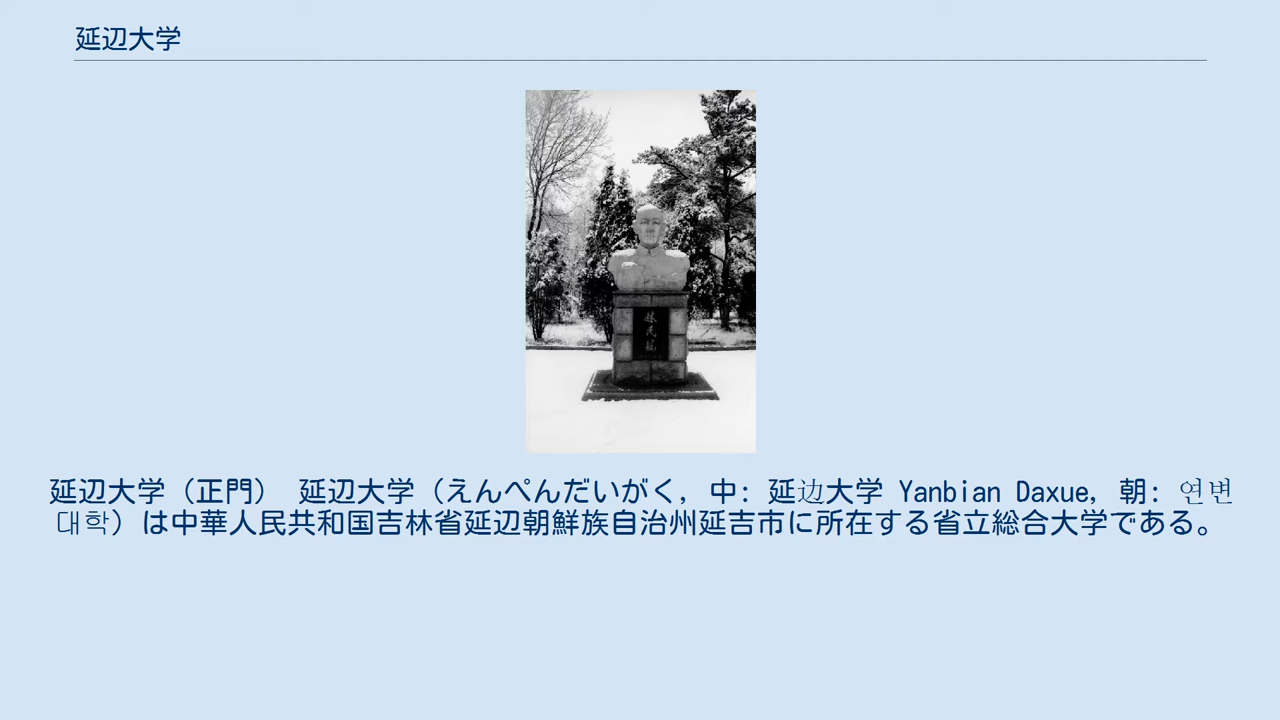 延辺大学
林民镐
延辺大学（正門） 延辺大学（えんぺんだいがく, 中: 延边大学 Yanbian Daxue, 朝: 연변
대학）は中華人民共和国吉林省延辺朝鮮族自治州延吉市に所在する省立総合大学である。